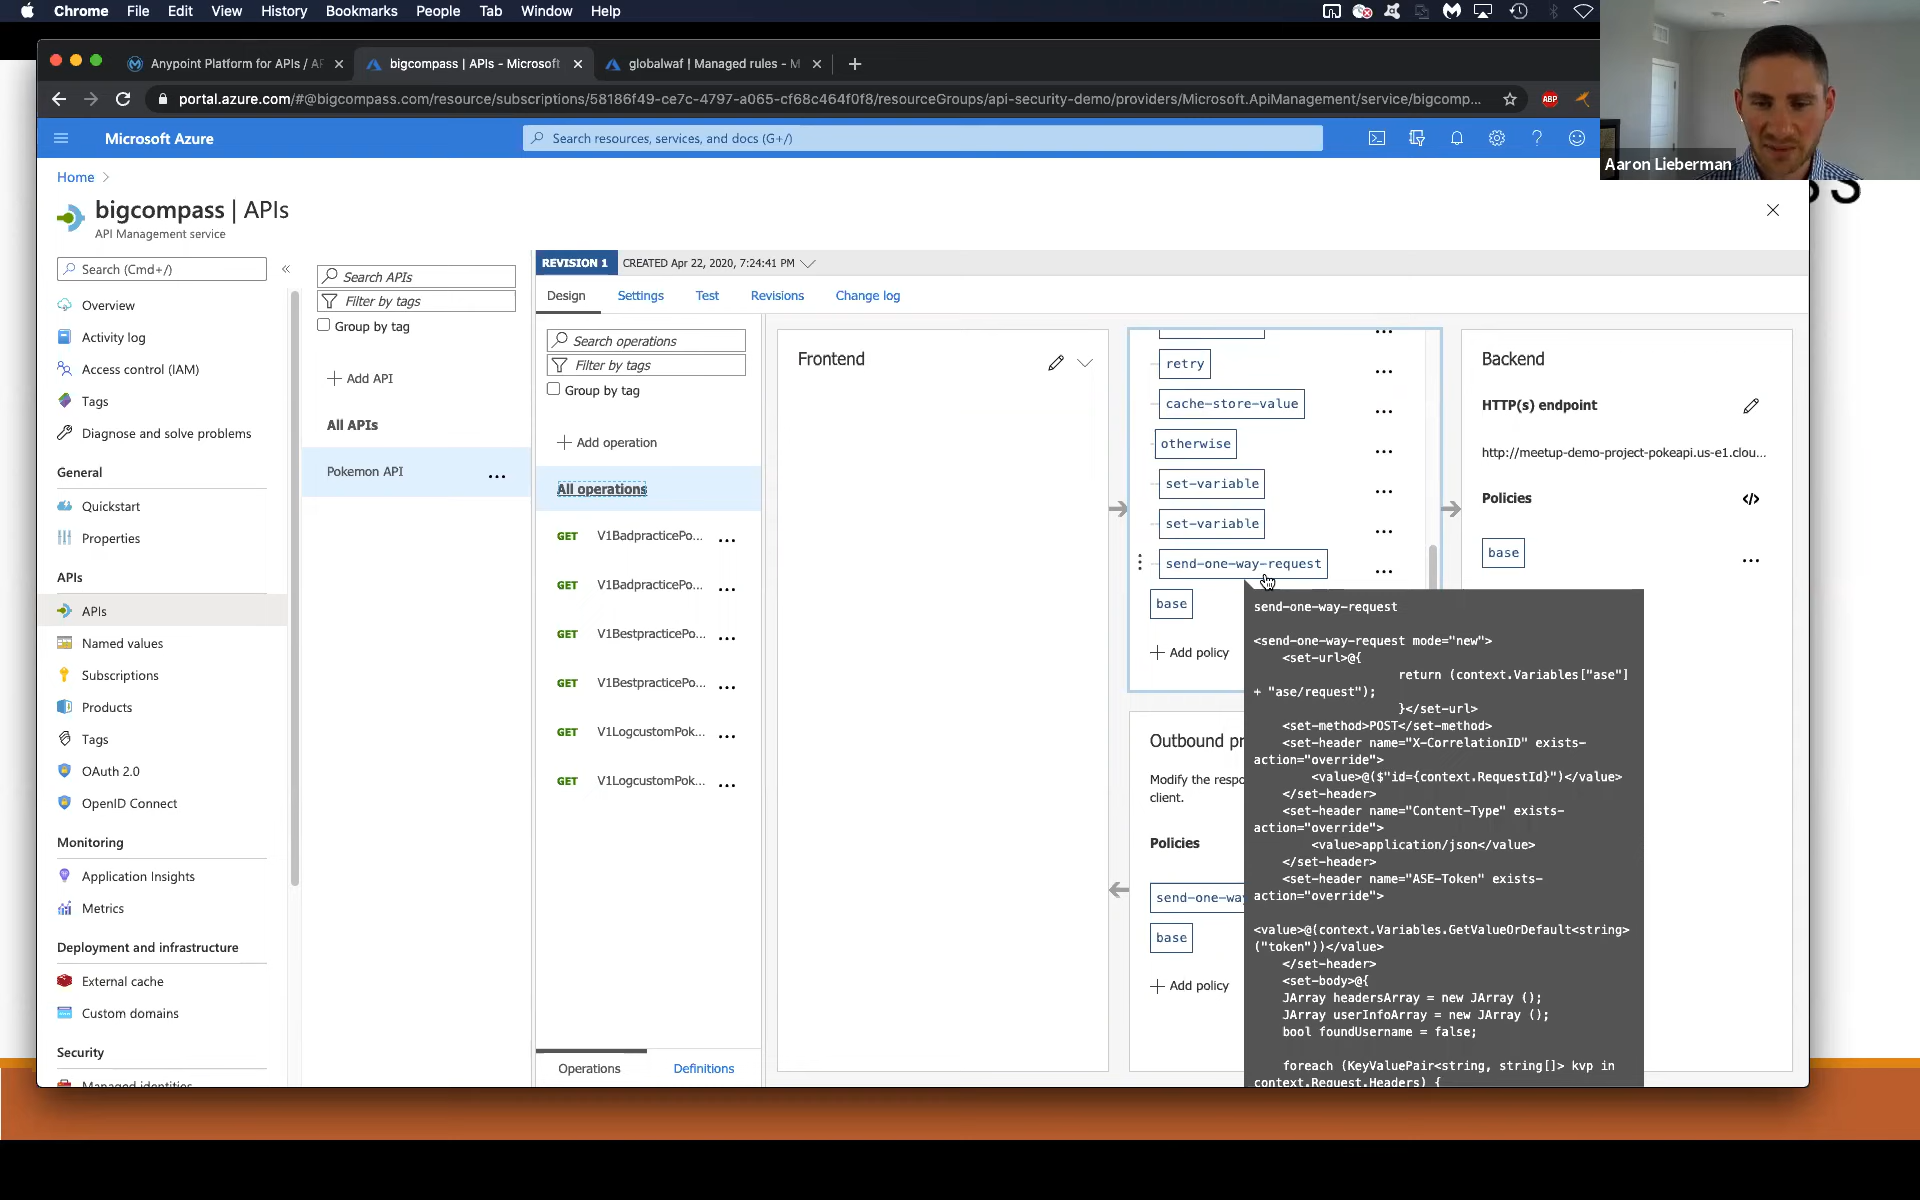 Chrome File Edit View History Bookmarks People Tab Window Help
Anypoint Platform for APIs / AF
bigcompass | APIs - Microsoft
globalwaf | Managed rules - M
portal.azure.com/#@bigcompass.com/resource/subscriptions/58186f49-ce7c-4797-a065-cf68c464f0f8/resourceGroups/api-security-demo/providers/Microsoft.ApiManagement/service/bigcomp...
ABP
Microsoft Azure
Search resources, services, and docs (G+/)
Aaron Lieberman
Home
bigcompass | APIs
API Management service
Search (Cmd+/)
Overview
Activity log
Access control (IAM)
Tags
Diagnose and solve problems
General
Quickstart
Properties
APIs
APIs
Named values
Subscriptions
Products
Tags
OAuth 2.0
OpenID Connect
Monitoring
Application Insights
Metrics
Deployment and infrastructure
External cache
Custom domains
Security
Managed identities
Search APIs
Filter by tags
Group by tag
Add API
All APIs
Pokemon API
REVISION 1 CREATED Apr 22, 2020, 7:24:41 PM
Design Settings Test Revisions Change log
Search operations
Filter by tags
Group by tag
Add operation
All operations
GET V1BadpracticePo...
GET V1BadpracticePo...
GET V1BestpracticePo...
GET V1BestpracticePo...
GET V1LogcustomPok...
GET V1LogcustomPok...
Operations Definitions
Frontend
retry
cache-store-value
otherwise
set-variable
set-variable
send-one-way-request
base
Add policy
Outbound pr
Modify the respo
client.
Policies
send-one-way
base
Add policy
Backend
HTTP(s) endpoint
http://meetup-demo-project-pokeapi.us-e1.clou...
Policies
base
send-one-way-request
<send-one-way-request mode="new">
<set-url>@{
return (context.Variables["ase"]
+ "ase/request");
}</set-url>
<set-method>POST</set-method>
<set-header name="X-CorrelationID" exists-
action="override">
<value>@($"id={context.RequestId}")</value>
</set-header>
<set-header name="Content-Type" exists-
action="override">
<value>application/json</value>
</set-header>
<set-header name="ASE-Token" exists-
action="override">
<value>@(context.Variables.GetValueOrDefault<string>
("token"))</value>
</set-header>
<set-body>@{
JArray headersArray = new JArray ();
JArray userInfoArray = new JArray ();
bool foundUsername = false;
foreach (KeyValuePair<string, string[]> kvp in
context.Request.Headers) {